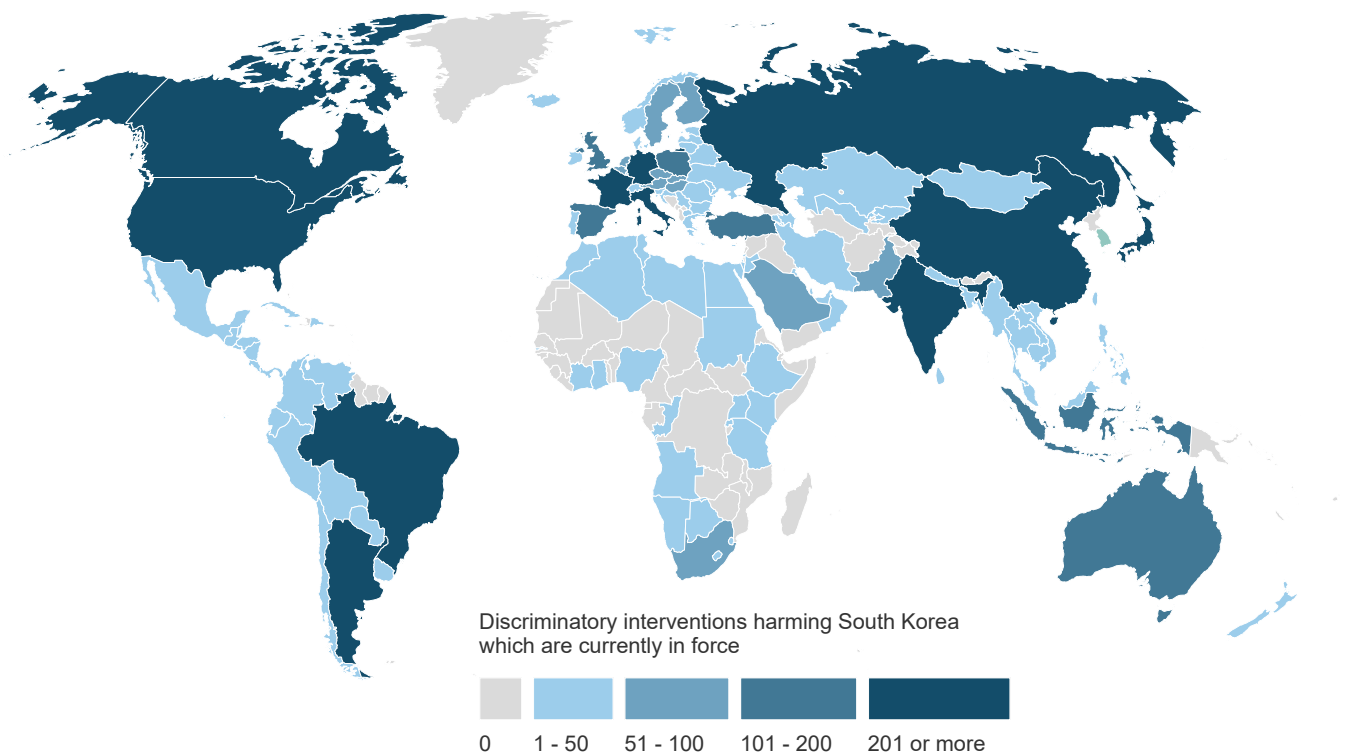 Discriminatory interventions harming South Korea
which are currently in force
0 1 - 50 51 - 100 101 - 200 201 or more